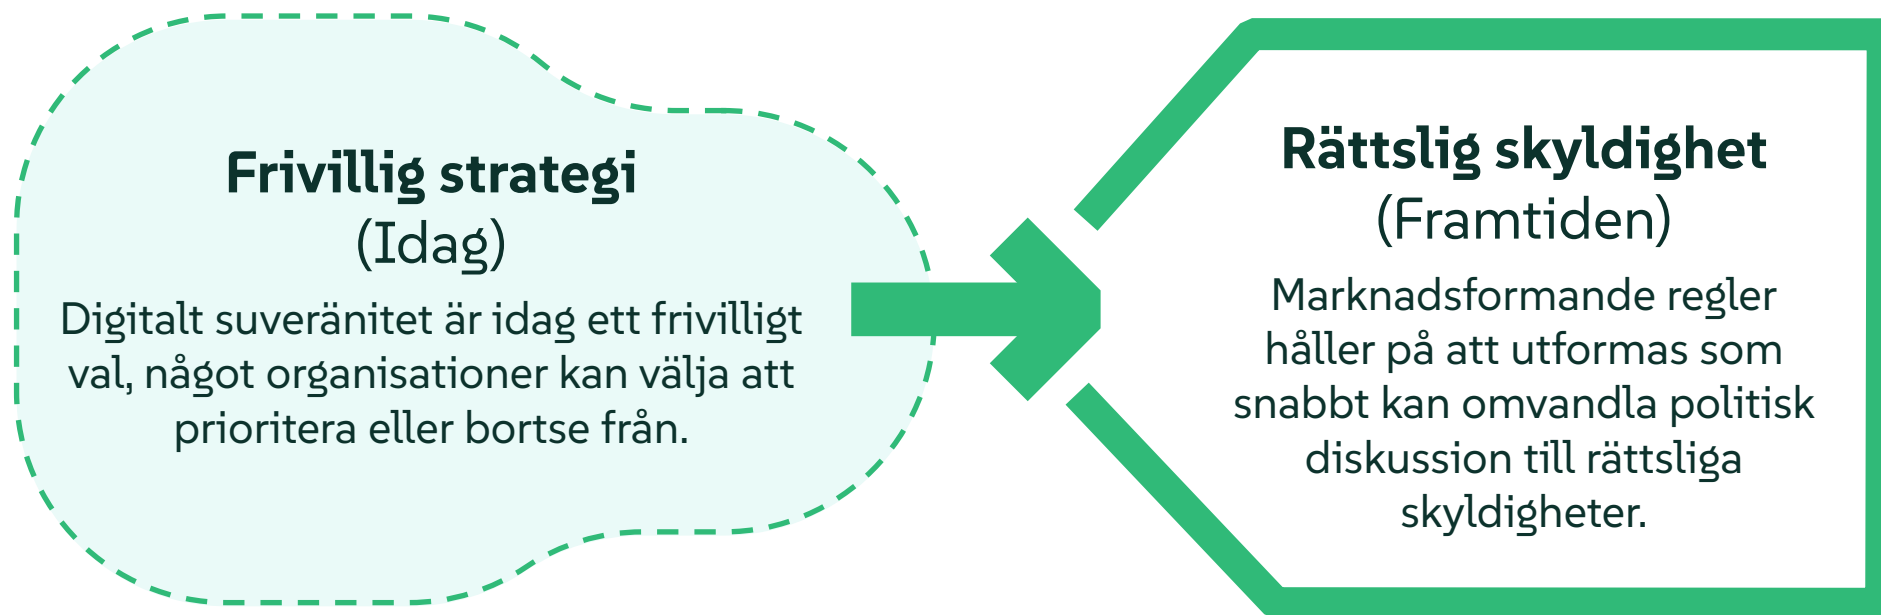 Frivillig strategi
(Idag)
Digitalt suveränitet är idag ett frivilligt
val, något organisationer kan välja att
prioritera eller bortse från.
Rättslig skyldighet
(Framtiden)
Marknadsformande regler
håller på att utformas som
snabbt kan omvandla politisk
diskussion till rättsliga
skyldigheter.